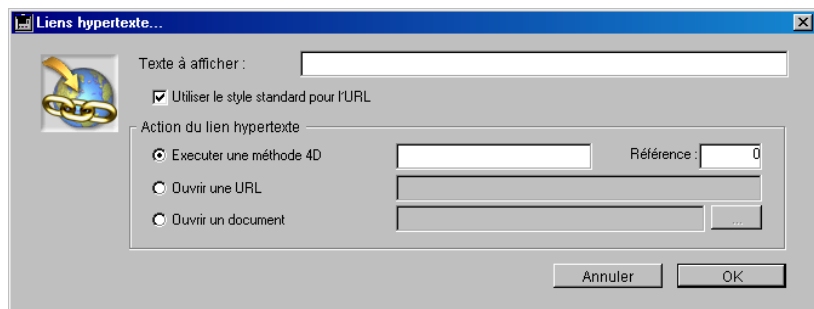 Liens hypertexte...
Texte à afficher :
Utiliser le style standard pour l'URL
Action du lien hypertexte
Executer une méthode 4D Référence : 0
Ouvrir une URL
Ouvrir un document ...
Annuler OK